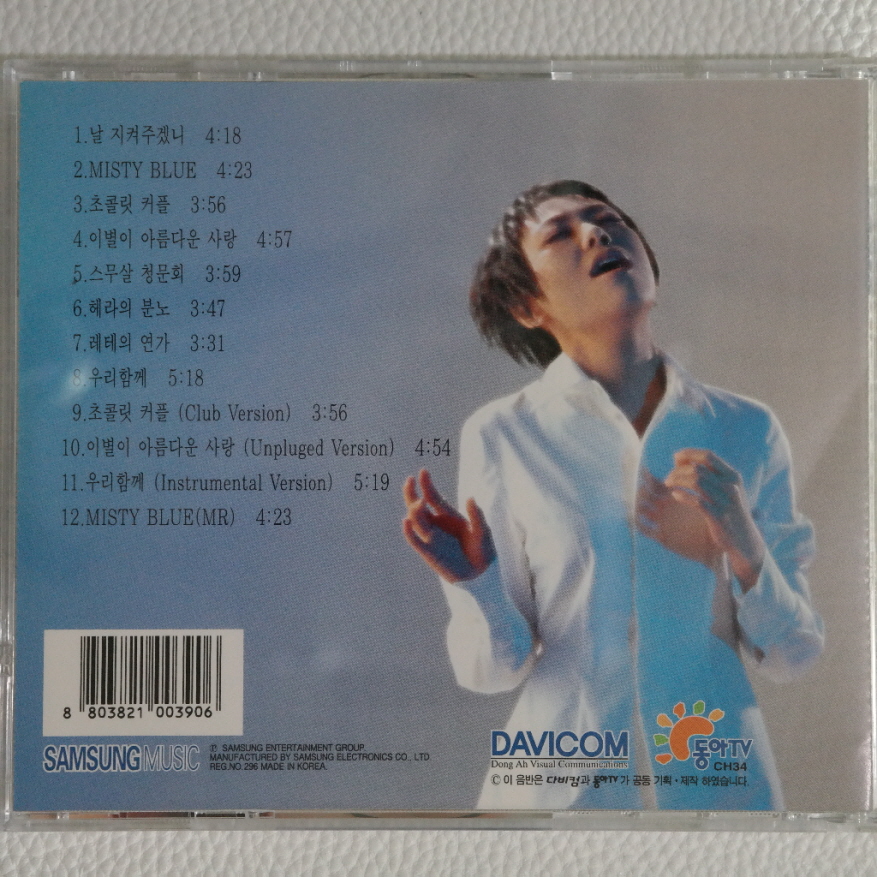 1.날 지켜주겠니 4:18
2.MISTY BLUE 4:23
3.초콜릿 커플 3:56
4.이별이 아름다운 사랑 4:57
5.스무살 청문회 3:59
6.헤라의 분노 3:47
7.레테의 연가 3:31
8.우리함께 5:18
9.초콜릿 커플 (Club Version) 3:56
10.이별이 아름다운 사랑 (Unpluged Version) 4:54
11.우리함께 (Instrumental Version) 5:19
12.MISTY BLUE(MR) 4:23
8 803821 003906
SAMSUNG MUSIC
℗ SAMSUNG ENTERTAINMENT GROUP.
MANUFACTURED BY SAMSUNG ELECTRONICS CO., LTD.
REG.NO.296 MADE IN KOREA.
DAVICOM
Dong Ah Visual Communications
동아TV
CH34
© 이 음반은 다비컴과 동아TV가 공동 기획·제작 하였습니다.